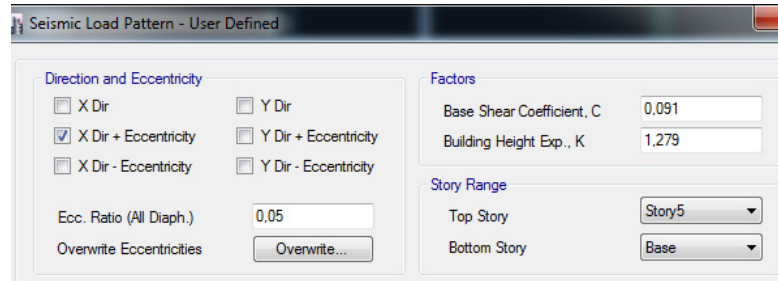 Seismic Load Pattern - User Defined
Direction and Eccentricity
X Dir
Y Dir
X Dir + Eccentricity
Y Dir + Eccentricity
X Dir - Eccentricity
Y Dir - Eccentricity
Ecc. Ratio (All Diaph.)
0,05
Overwrite Eccentricities
Overwrite...
Factors
Base Shear Coefficient, C
0,091
Building Height Exp., K
1,279
Story Range
Top Story
Story5
Bottom Story
Base